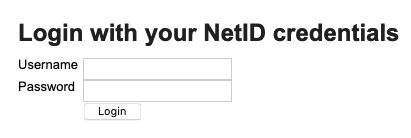 Login with your NetID credentials
Username
Password
Login